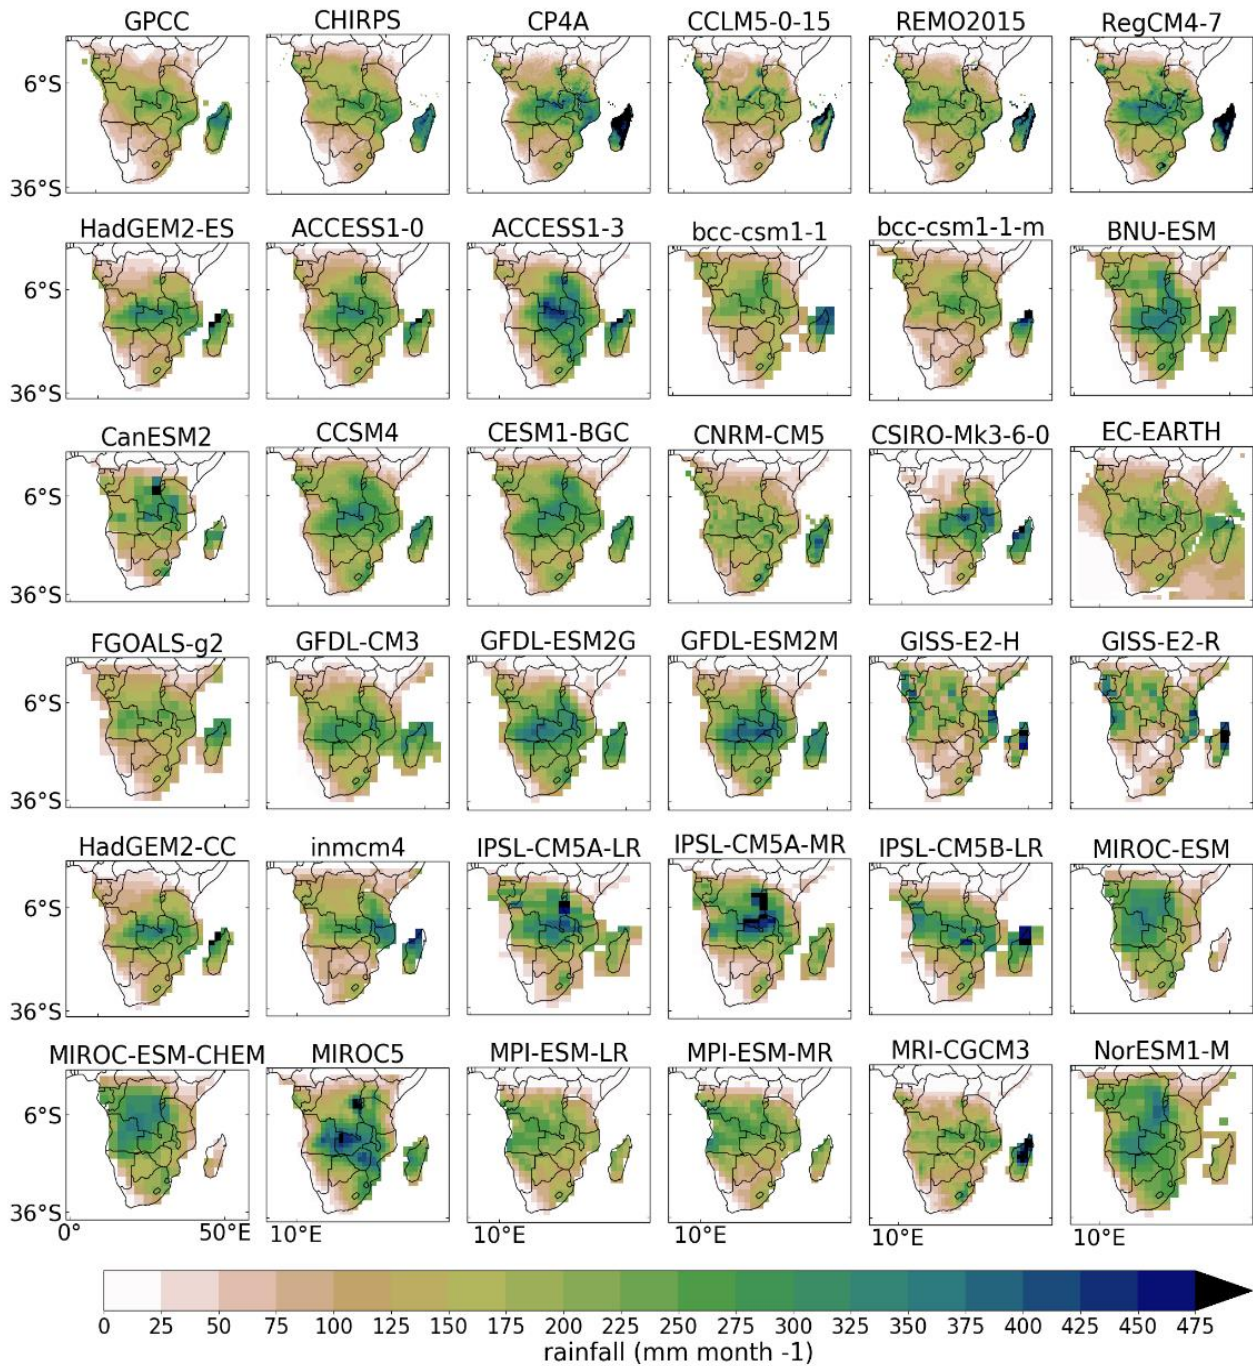 GPCC CHIRPS CP4A CCLM5-0-15 REMO2015 RegCM4-7
6°S
36°S
HadGEM2-ES ACCESS1-0 ACCESS1-3 bcc-csm1-1 bcc-csm1-1-m BNU-ESM
6°S
36°S
CanESM2 CCSM4 CESM1-BGC CNRM-CM5 CSIRO-Mk3-6-0 EC-EARTH
6°S
36°S
FGOALS-g2 GFDL-CM3 GFDL-ESM2G GFDL-ESM2M GISS-E2-H GISS-E2-R
6°S
36°S
HadGEM2-CC inmcm4 IPSL-CM5A-LR IPSL-CM5A-MR IPSL-CM5B-LR MIROC-ESM
6°S
36°S
MIROC-ESM-CHEM MIROC5 MPI-ESM-LR MPI-ESM-MR MRI-CGCM3 NorESM1-M
6°S
36°S
0° 50°E 10°E 10°E 10°E 10°E 10°E
0 25 50 75 100 125 150 175 200 225 250 275 300 325 350 375 400 425 450 475
rainfall (mm month -1)